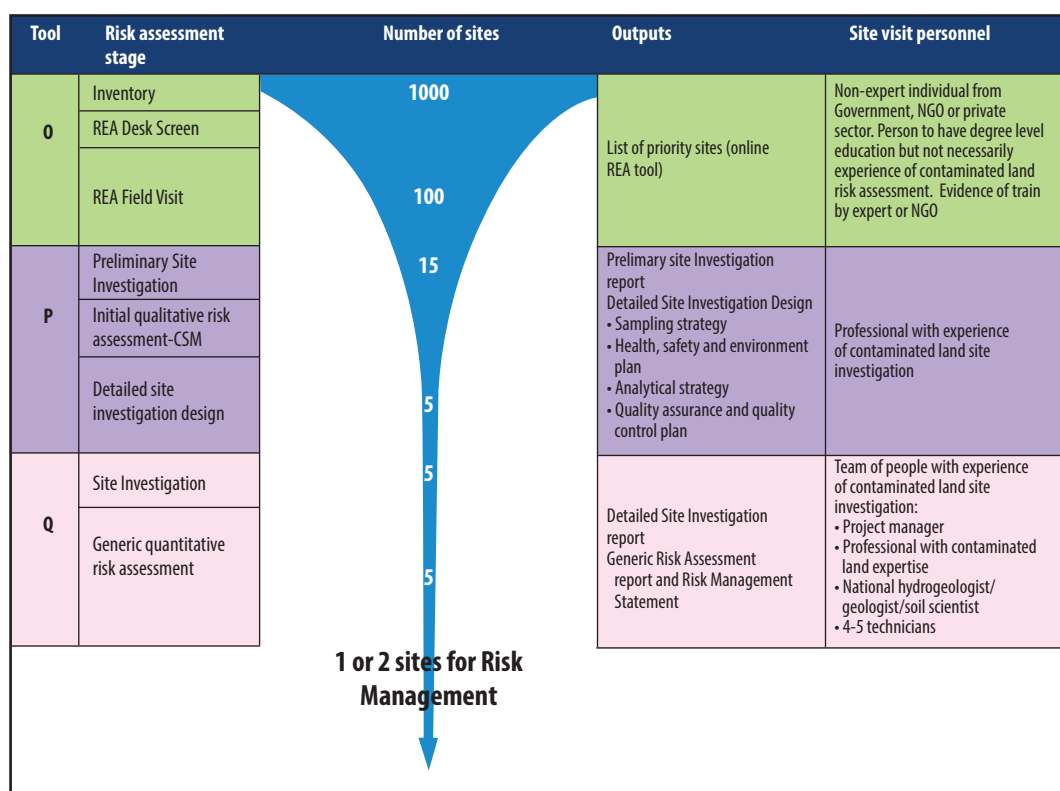 Tool
Risk assessment
stage
Number of sites
Outputs
Site visit personnel
O
Inventory
REA Desk Screen
REA Field Visit
1000
100
List of priority sites (online
REA tool)
Non-expert individual from
Government, NGO or private
sector. Person to have degree level
education but not necessarily
experience of contaminated land
risk assessment. Evidence of train
by expert or NGO
P
Preliminary Site
Investigation
Initial qualitative risk
assessment-CSM
Detailed site
investigation design
15
5
Prelimary site Investigation
report
Detailed Site Investigation Design
• Sampling strategy
• Health, safety and environment
plan
• Analytical strategy
• Quality assurance and quality
control plan
Professional with experience
of contaminated land site
investigation
Q
Site Investigation
Generic quantitative
risk assessment
5
5
Detailed Site Investigation
report
Generic Risk Assessment
report and Risk Management
Statement
Team of people with experience
of contaminated land site
investigation:
• Project manager
• Professional with contaminated
land expertise
• National hydrogeologist/
geologist/soil scientist
• 4-5 technicians
1 or 2 sites for Risk
Management